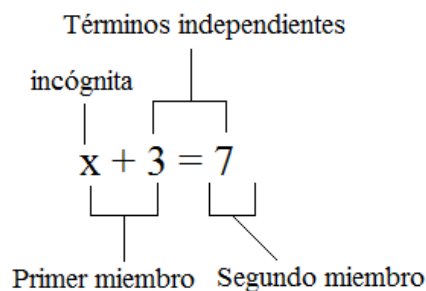 Términos independientes
incógnita
x + 3 = 7
Primer miembro
Segundo miembro